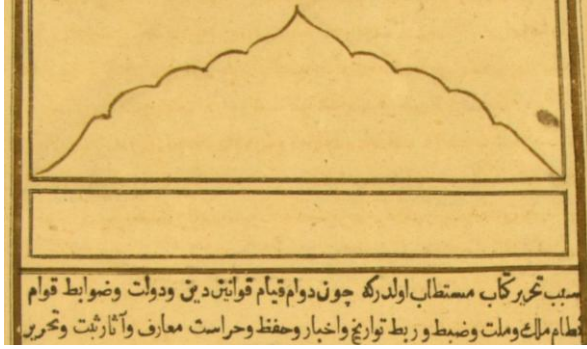 سبب تحریر کتاب مستطاب اولدرکه چون دوام قیام قوانین دین ودولت وضوابط قوام
نظام ملك وملت وضبط و ربط تواریخ واخبار وحفظ وحراست معارف وآثار ثبت وتحریر